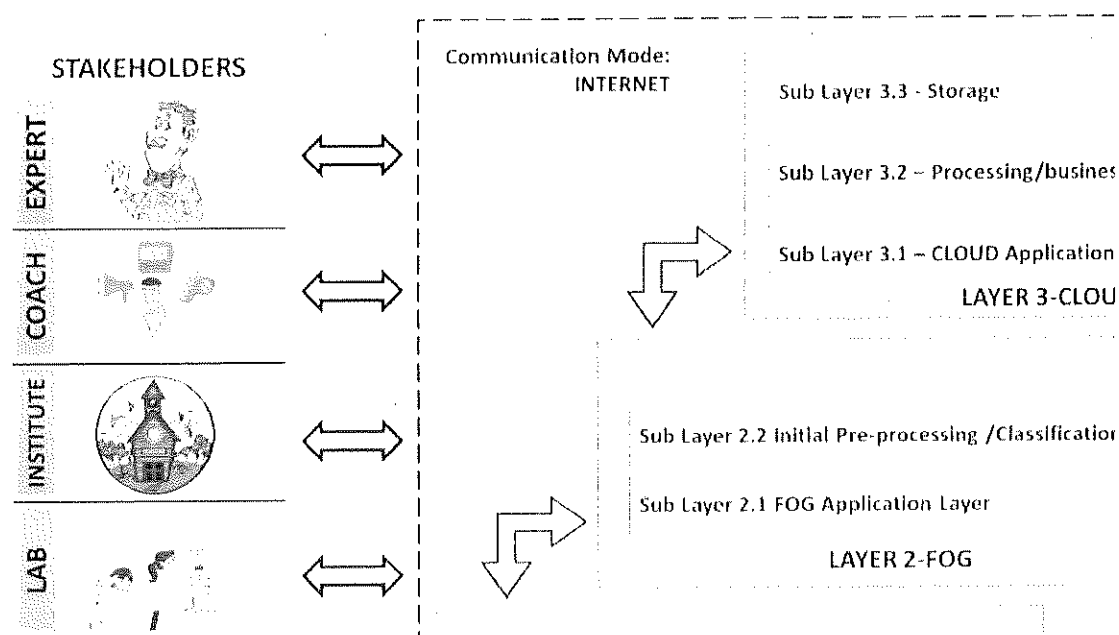 STAKEHOLDERS
EXPERT
COACH
INSTITUTE
LAB
Communication Mode:
INTERNET
Sub Layer 3.3 - Storage
Sub Layer 3.2 – Processing/busines
Sub Layer 3.1 – CLOUD Application
LAYER 3-CLOU
Sub Layer 2.2 Initial Pre-processing /Classification
Sub Layer 2.1 FOG Application Layer
LAYER 2-FOG